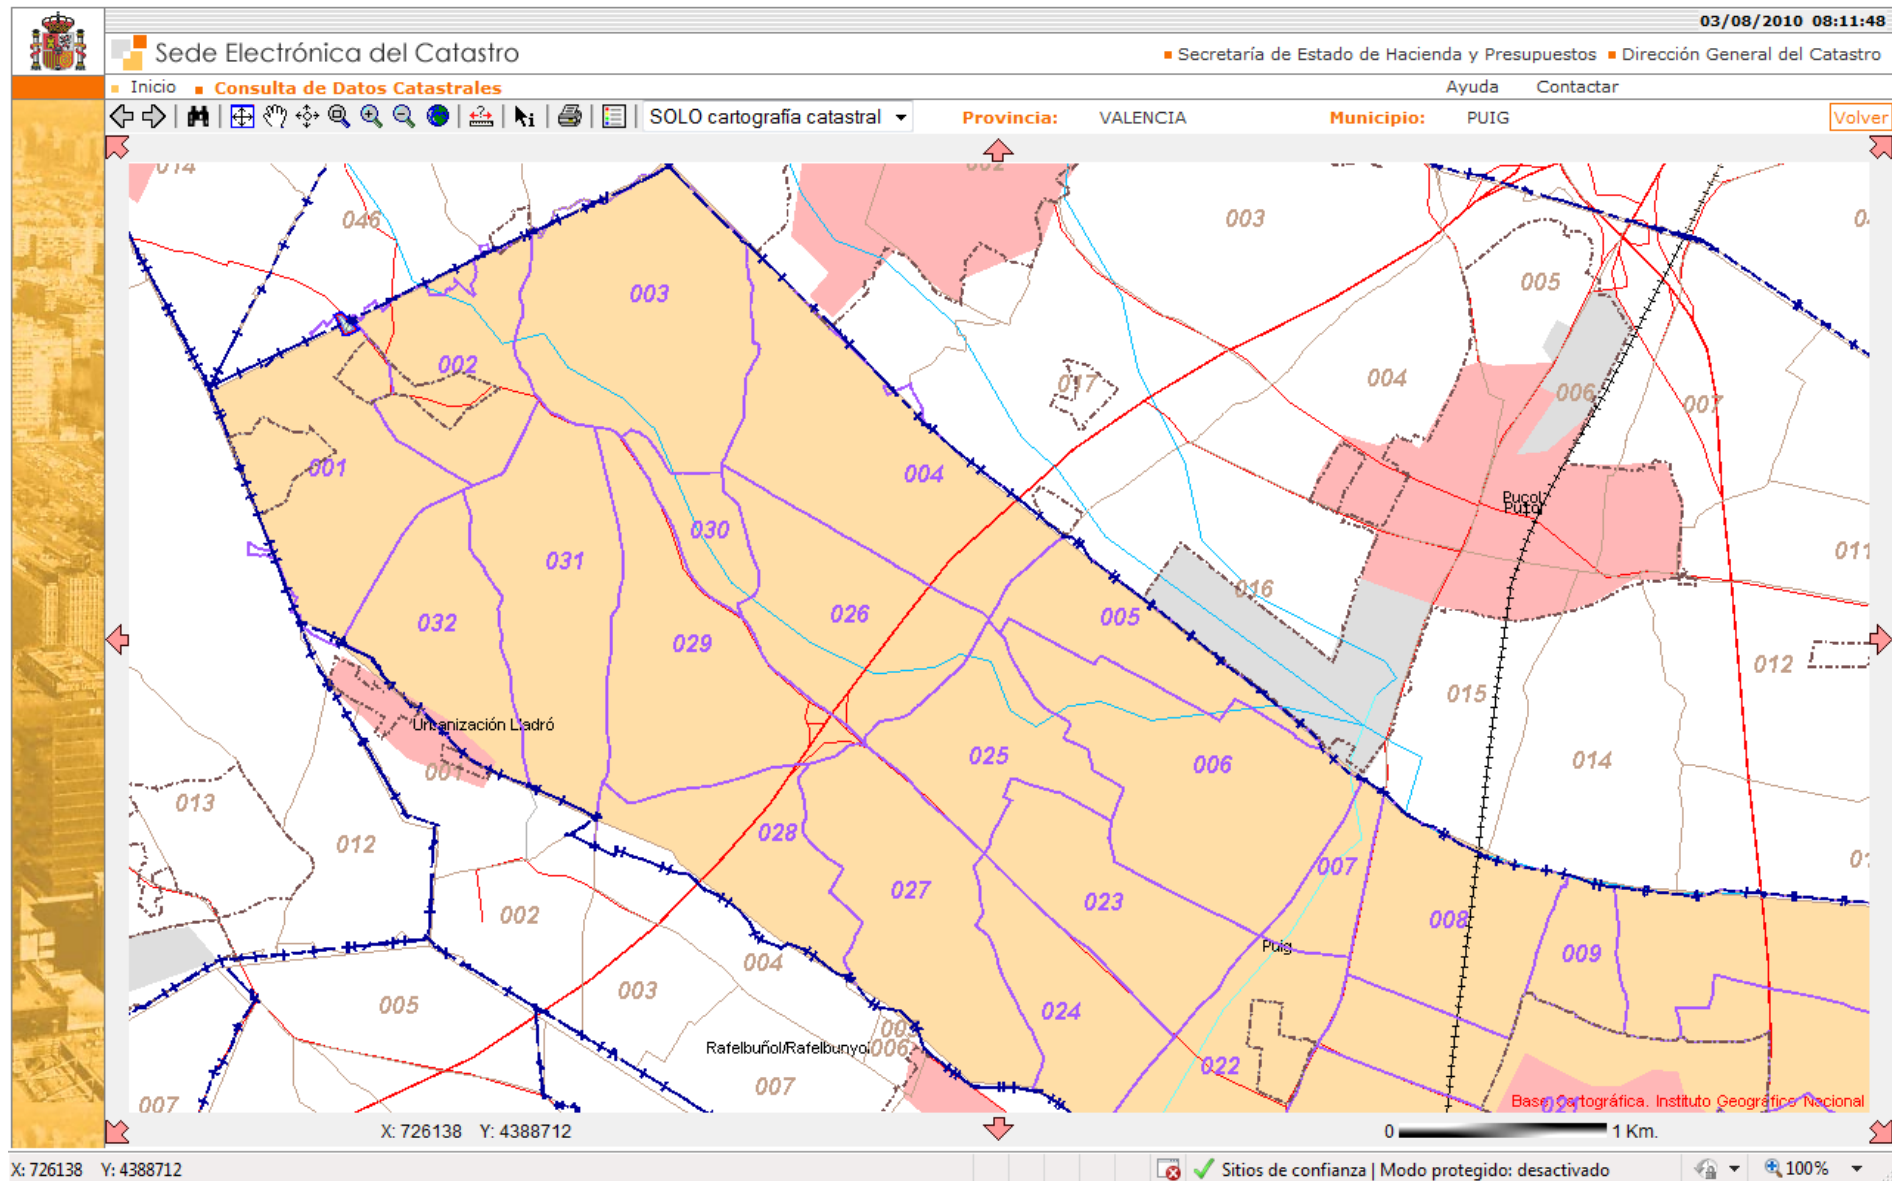 03/08/2010 08:11:48
Sede Electrónica del Catastro
Secretaría de Estado de Hacienda y Presupuestos
Dirección General del Catastro
Inicio
Consulta de Datos Catastrales
Ayuda
Contactar
SOLO cartografía catastral
Provincia: VALENCIA
Municipio: PUIG
Volver
014
002
046
003
003
005
002
017
004
006
007
001
004
Puçol
030
011
031
016
026
005
032
029
012
015
Urbanización Lladró
025
006
014
001
013
028
012
007
027
023
002
008
Puig
009
004
003
005
024
Rafelbuñol/Rafelbunyol
006
022
007
007
021
Base Cartográfica. Instituto Geográfico Nacional
X: 726138 Y: 4388712
0
1 Km.
X: 726138 Y: 4388712
Sitios de confianza | Modo protegido: desactivado
100%